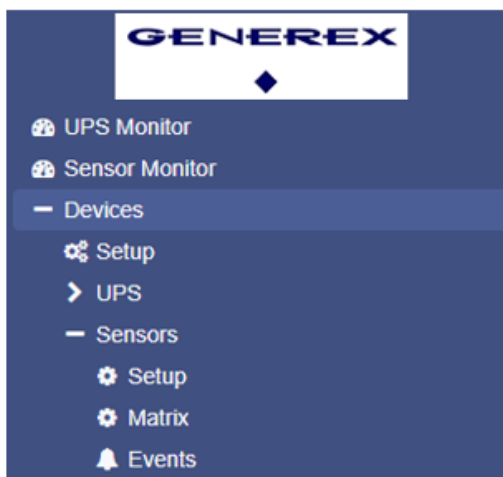 GENEREX
UPS Monitor
Sensor Monitor
Devices
Setup
UPS
Sensors
Setup
Matrix
Events